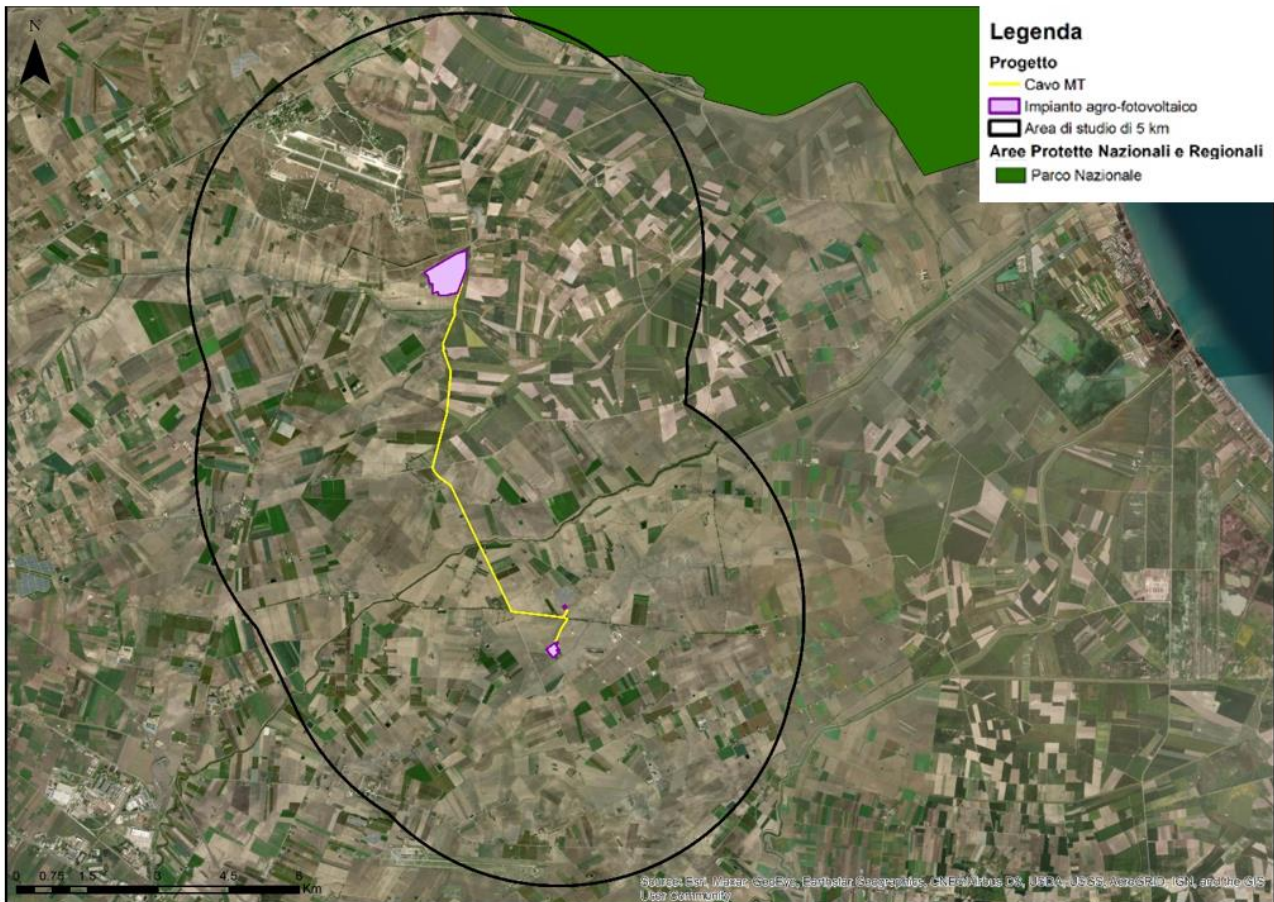 N
Legenda
Progetto
Cavo MT
Impianto agro-fotovoltaico
Area di studio di 5 km
Aree Protette Nazionali e Regionali
Parco Nazionale
0 0.75 1.5 3 4.5 6
Km
Source: Esri, Maxar, GeoEye, Earthstar Geographics, CNES/Airbus DS, USDA, USGS, AeroGRID, IGN, and the GIS
User Community